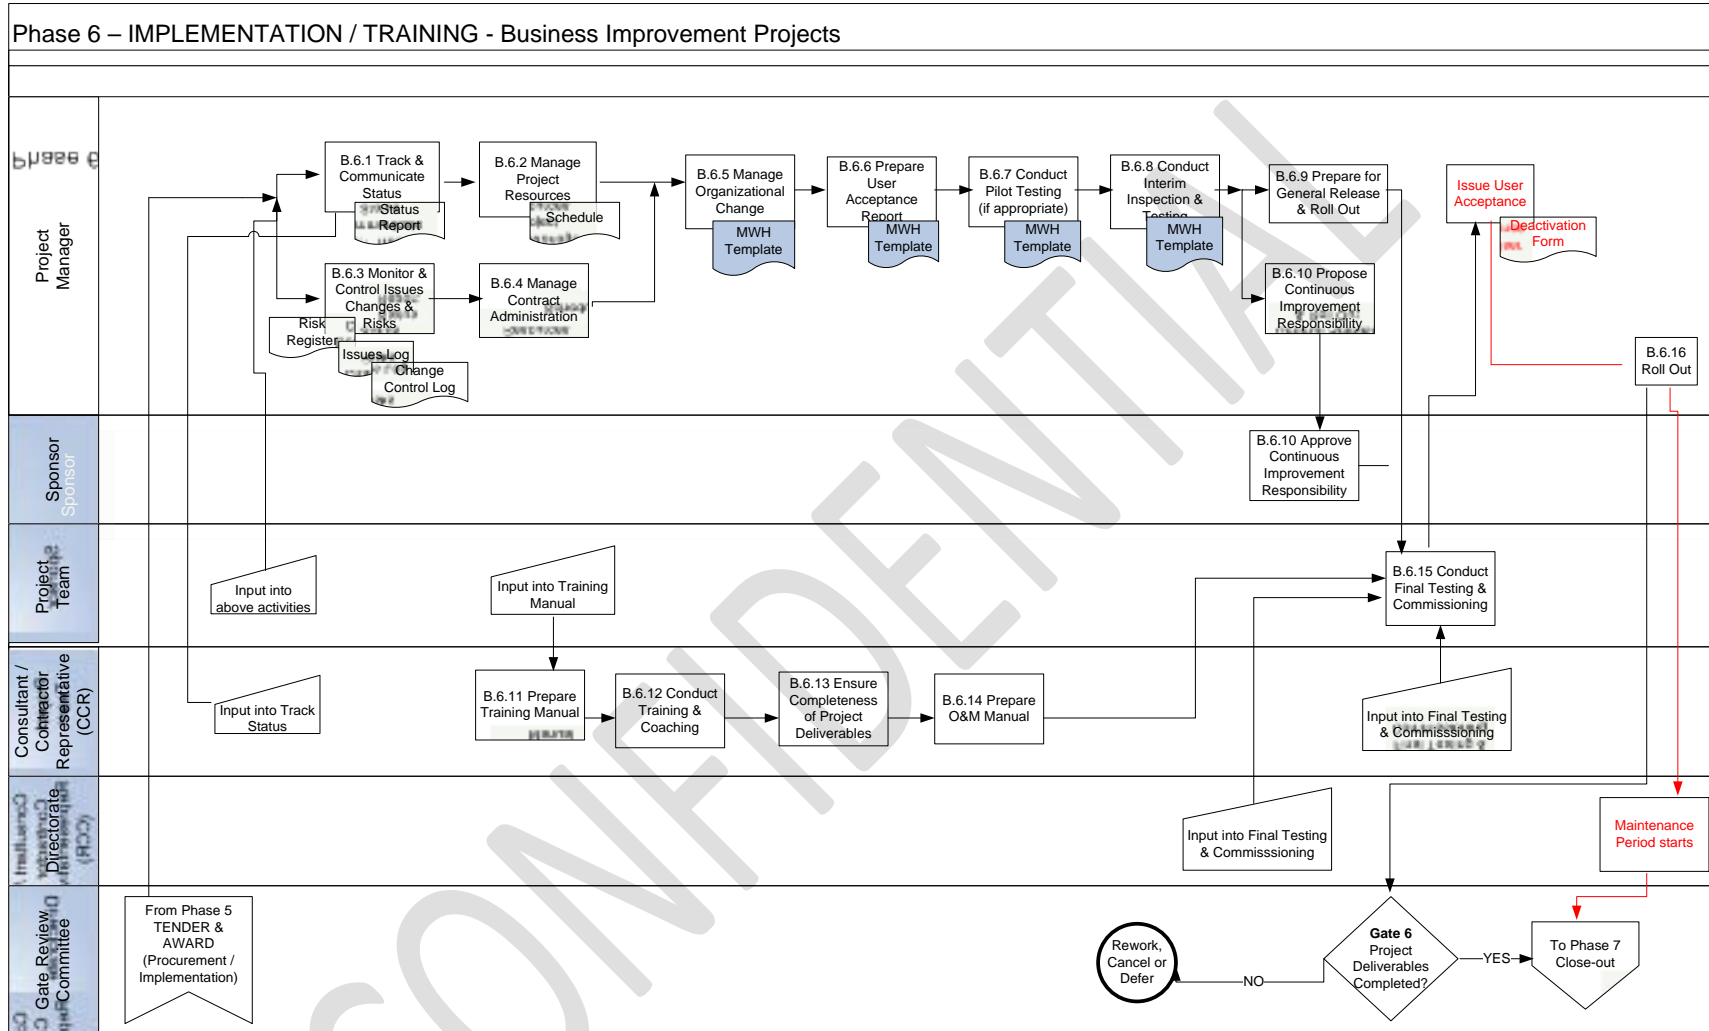 Phase 6 – IMPLEMENTATION / TRAINING - Business Improvement Projects
Phase 6
Project
Manager
B.6.1 Track &
Communicate
Status
Status
Report
B.6.2 Manage
Project
Resources
Schedule
B.6.3 Monitor &
Control Issues
Changes &
Risks
Risk
Register
Issues Log
Change
Control Log
B.6.4 Manage
Contract
Administration
B.6.5 Manage
Organizational
Change
MWH
Template
B.6.6 Prepare
User
Acceptance
Report
MWH
Template
B.6.7 Conduct
Pilot Testing
(if appropriate)
MWH
Template
B.6.8 Conduct
Interim
Inspection &
Testing
MWH
Template
B.6.9 Prepare for
General Release
& Roll Out
B.6.10 Propose
Continuous
Improvement
Responsibility
Issue User
Acceptance
Deactivation
Form
B.6.16
Roll Out
Sponsor
Sponsor
B.6.10 Approve
Continuous
Improvement
Responsibility
Project
Team
Input into
above activities
Input into Training
Manual
B.6.15 Conduct
Final Testing &
Commissioning
Consultant /
Contractor
Representative
(CCR)
Input into Track
Status
B.6.11 Prepare
Training Manual
B.6.12 Conduct
Training &
Coaching
B.6.13 Ensure
Completeness
of Project
Deliverables
B.6.14 Prepare
O&M Manual
Input into Final Testing
& Commisssioning
Directorate
Input into Final Testing
& Commisssioning
Maintenance
Period starts
Gate Review
Committee
From Phase 5
TENDER &
AWARD
(Procurement /
Implementation)
Rework,
Cancel or
Defer
NO
Gate 6
Project
Deliverables
Completed?
YES
To Phase 7
Close-out
CONFIDENTIAL